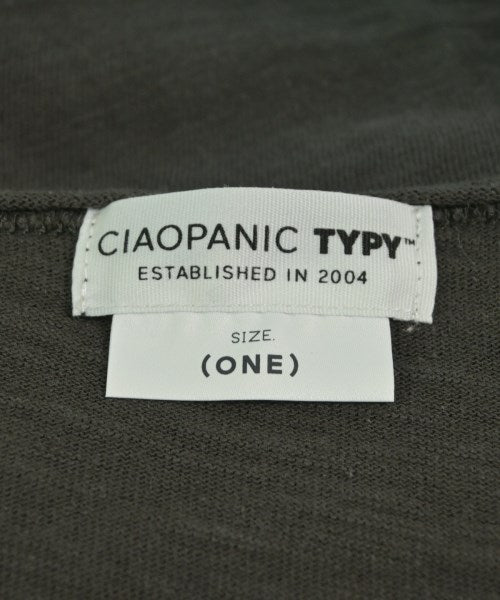 CIAOPANIC TYPY™
ESTABLISHED IN 2004
SIZE.
(ONE)